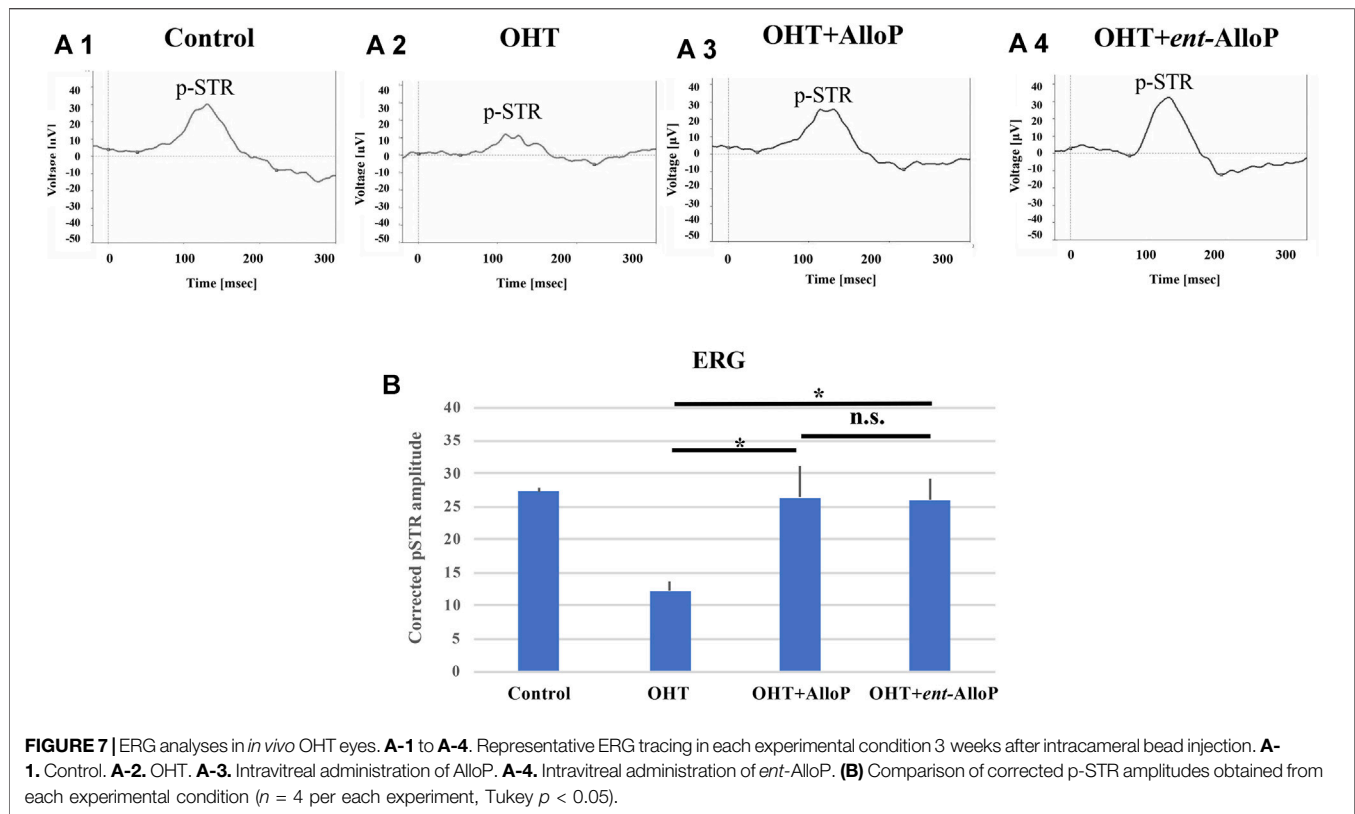 A 1 Control
A 2 OHT
A 3 OHT+AlloP
A 4 OHT+ent-AlloP
p-STR
Voltage [µV]
40
30
20
10
0
-10
-20
-30
-40
-50
0 100 200 300
Time [msec]
p-STR
Voltage [µV]
40
30
20
10
0
-10
-20
-30
-40
-50
0 100 200 300
Time [msec]
p-STR
Voltage [µV]
40
30
20
10
0
-10
-20
-30
-40
-50
0 100 200 300
Time [msec]
p-STR
Voltage [µV]
40
30
20
10
0
-10
-20
-30
-40
-50
0 100 200 300
Time [msec]
B
ERG
Corrected pSTR amplitude
40
35
30
25
20
15
10
5
0
*
n.s.
*
Control OHT OHT+AlloP OHT+ent-AlloP
FIGURE 7 | ERG analyses in in vivo OHT eyes. A-1 to A-4. Representative ERG tracing in each experimental condition 3 weeks after intracameral bead injection. A-
1. Control. A-2. OHT. A-3. Intravitreal administration of AlloP. A-4. Intravitreal administration of ent-AlloP. (B) Comparison of corrected p-STR amplitudes obtained from
each experimental condition (n = 4 per each experiment, Tukey p < 0.05).